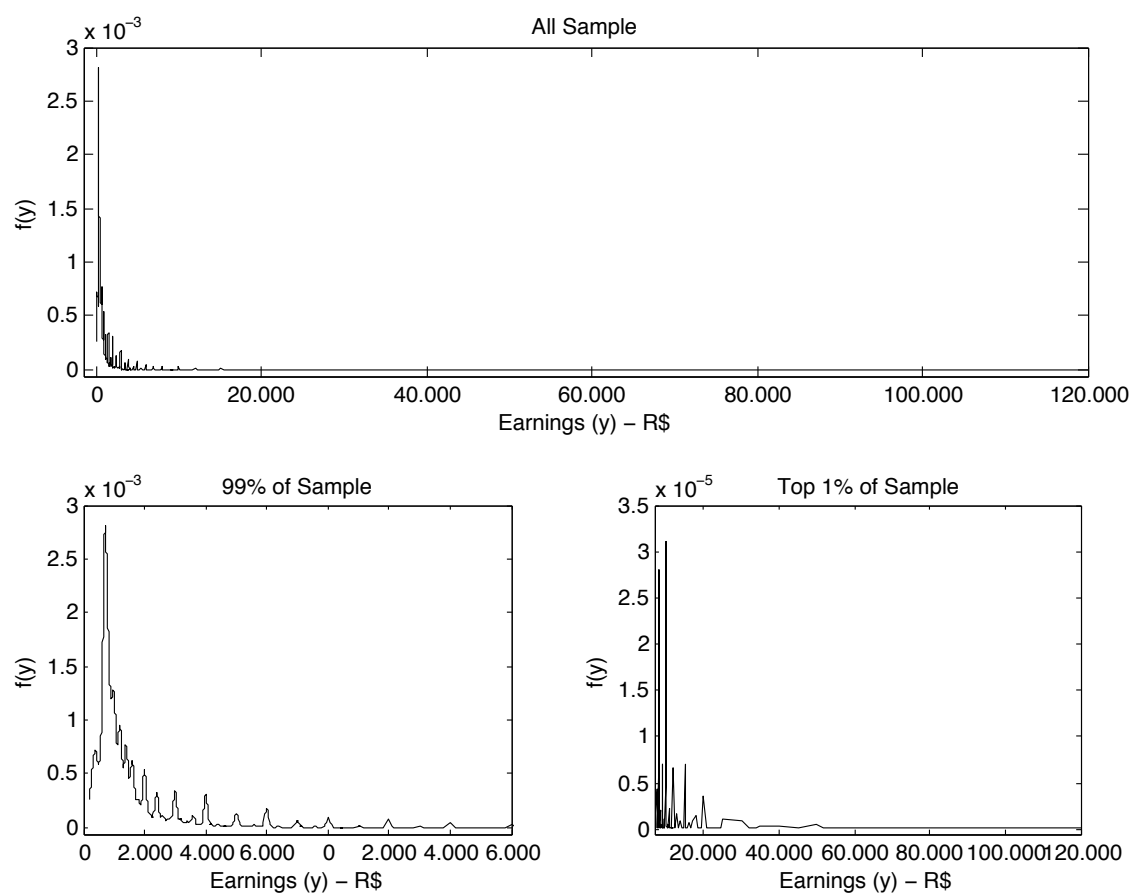 All Sample
x 10⁻³
3
2.5
2
1.5
1
0.5
0
f(y)
0 20.000 40.000 60.000 80.000 100.000 120.000
Earnings (y) − R$
99% of Sample
x 10⁻³
3
2.5
2
1.5
1
0.5
0
f(y)
0 2.000 4.000 6.000 0 2.000 4.000 6.000
Earnings (y) − R$
Top 1% of Sample
x 10⁻⁵
3.5
3
2.5
2
1.5
1
0.5
0
f(y)
20.000 40.000 60.000 80.000 100.000 120.000
Earnings (y) − R$